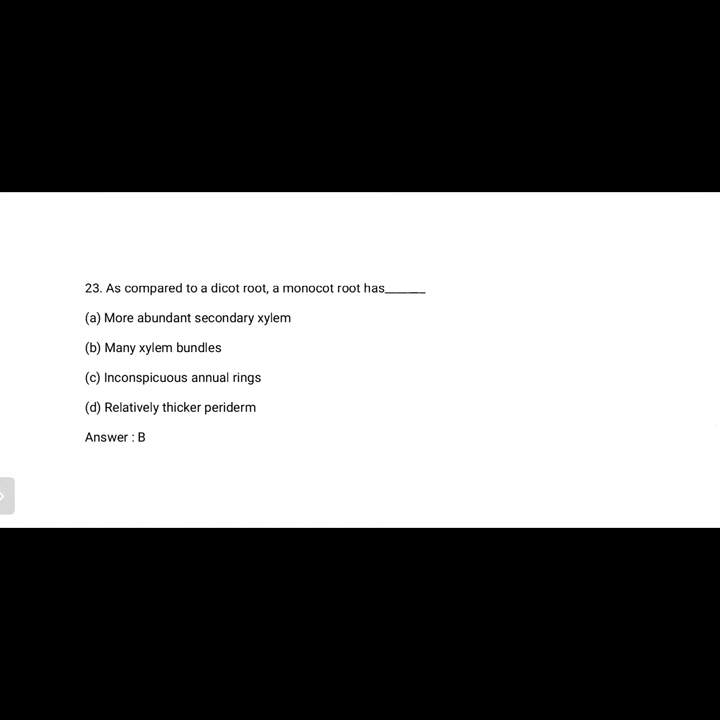 23. As compared to a dicot root, a monocot root has______
(a) More abundant secondary xylem
(b) Many xylem bundles
(c) Inconspicuous annual rings
(d) Relatively thicker periderm
Answer : B